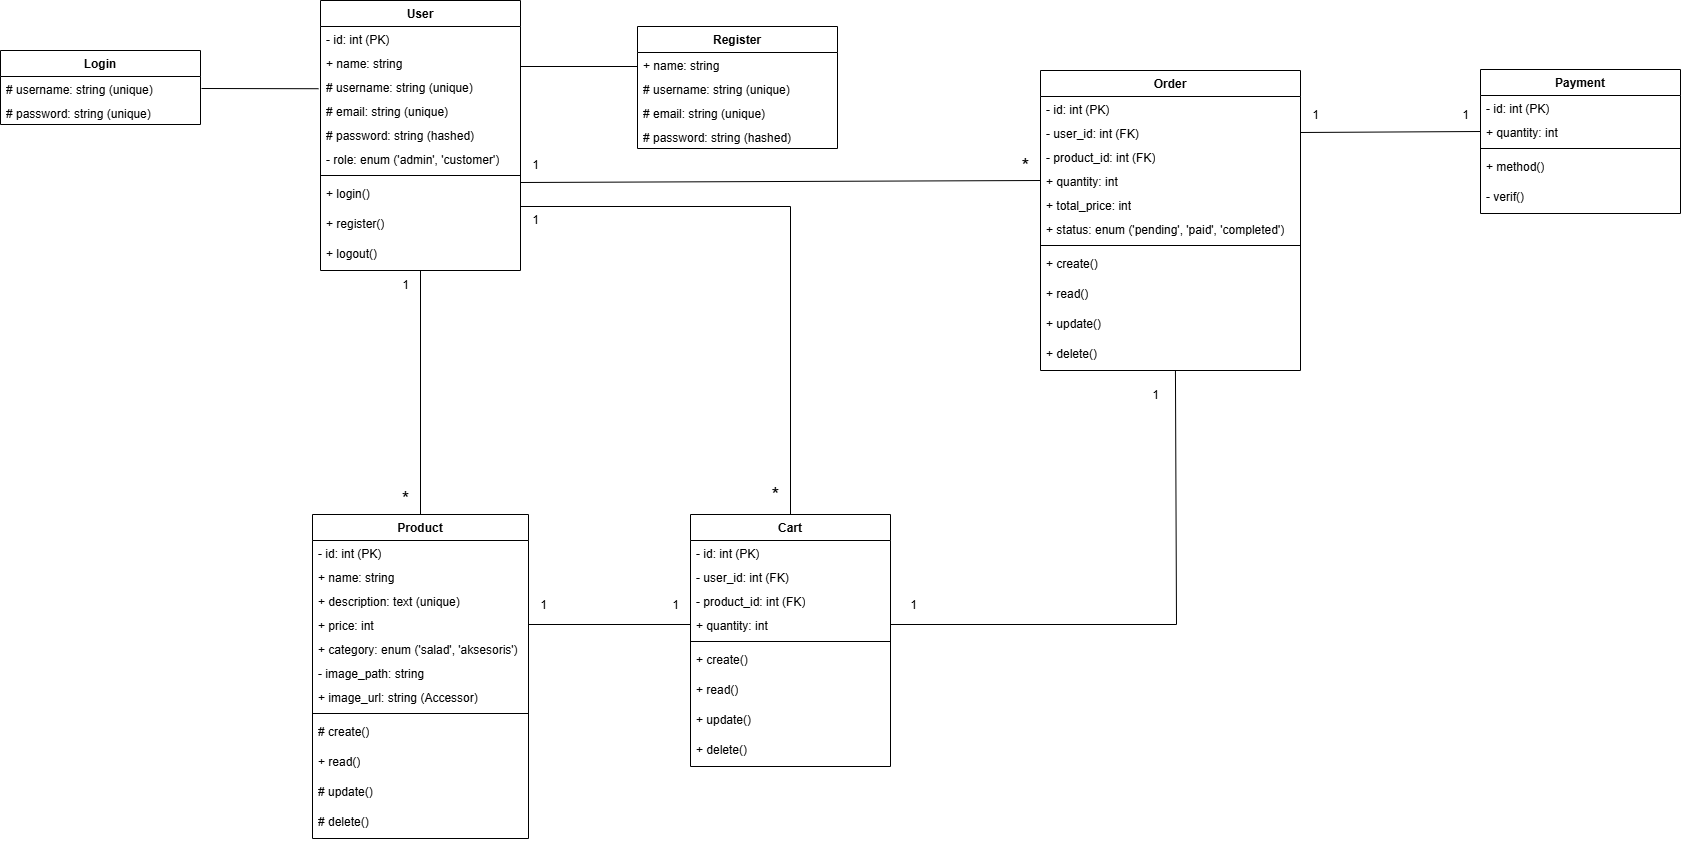 User
- id: int (PK)
+ name: string
# username: string (unique)
# email: string (unique)
# password: string (hashed)
- role: enum ('admin', 'customer')
+ login()
+ register()
+ logout()
Login
# username: string (unique)
# password: string (unique)
Register
+ name: string
# username: string (unique)
# email: string (unique)
# password: string (hashed)
Order
- id: int (PK)
- user_id: int (FK)
- product_id: int (FK)
+ quantity: int
+ total_price: int
+ status: enum ('pending', 'paid', 'completed')
+ create()
+ read()
+ update()
+ delete()
Payment
- id: int (PK)
+ quantity: int
+ method()
- verif()
1
1
1
*
1
1
1
*
*
Product
- id: int (PK)
+ name: string
+ description: text (unique)
+ price: int
+ category: enum ('salad', 'aksesoris')
- image_path: string
+ image_url: string (Accessor)
# create()
+ read()
# update()
# delete()
1
1
Cart
- id: int (PK)
- user_id: int (FK)
- product_id: int (FK)
+ quantity: int
+ create()
+ read()
+ update()
+ delete()
1